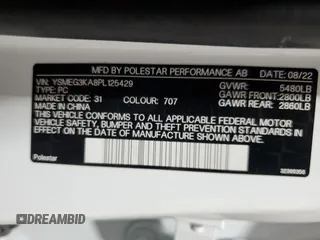 MFD BY POLESTAR PERFORMANCE AB DATE: 08/22
VIN: YSMEG3KA8PL125429 GVWR: 5480LB
TYPE: PC GAWR FRONT: 2800LB
MARKET CODE: 31 COLOUR: 707 GAWR REAR: 2860LB
MADE IN CHINA
THIS VEHICLE CONFORMS TO ALL APPLICABLE FEDERAL MOTOR
VEHICLE SAFETY, BUMPER AND THEFT PREVENTION STANDARDS
IN EFFECT ON THE DATE OF MANUFACTURE SHOWN ABOVE.
Polestar
DREAMBID